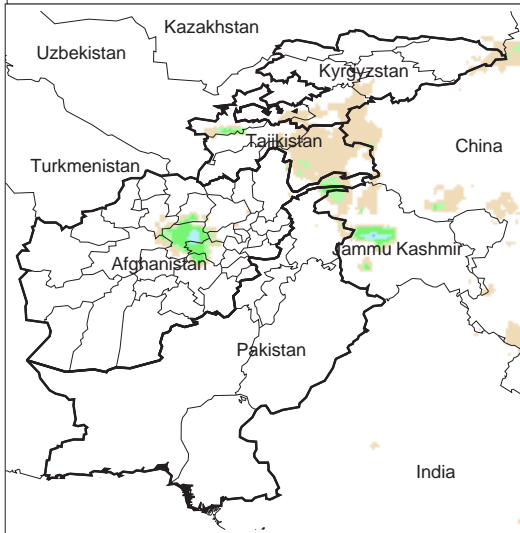 Kazakhstan
Uzbekistan
Kyrgyzstan
Tajikistan
China
Turkmenistan
Jammu Kashmir
Afghanistan
Pakistan
India